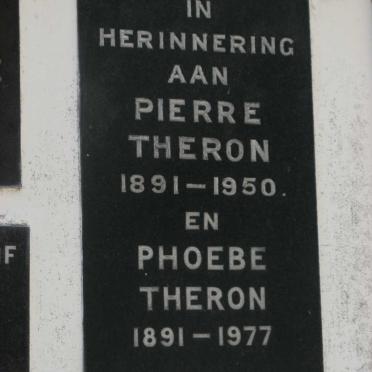 IN
HERINNERING
AAN
PIERRE
THERON
1891 — 1950.
EN
PHOEBE
THERON
1891 — 1977